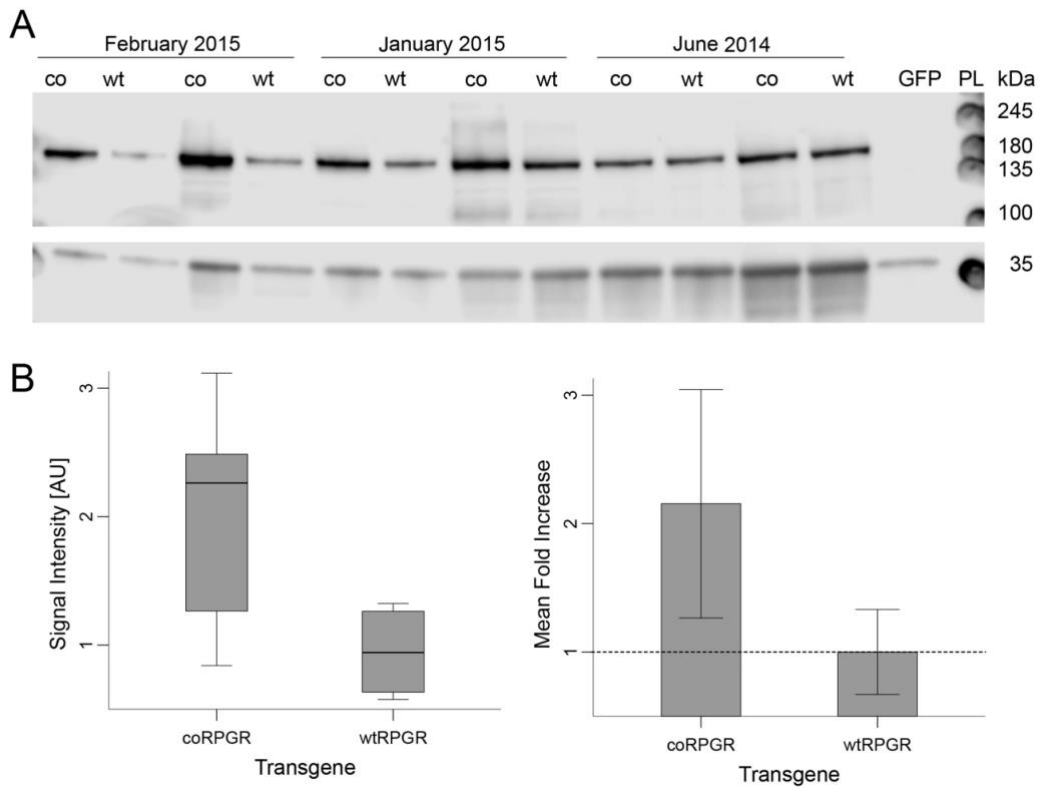 A
February 2015 January 2015 June 2014
co wt co wt co wt co wt co wt co wt GFP PL kDa
245
180
135
100
35
B
Signal Intensity [AU]
3
2
1
coRPGR wtRPGR
Transgene
Mean Fold Increase
3
2
1
coRPGR wtRPGR
Transgene